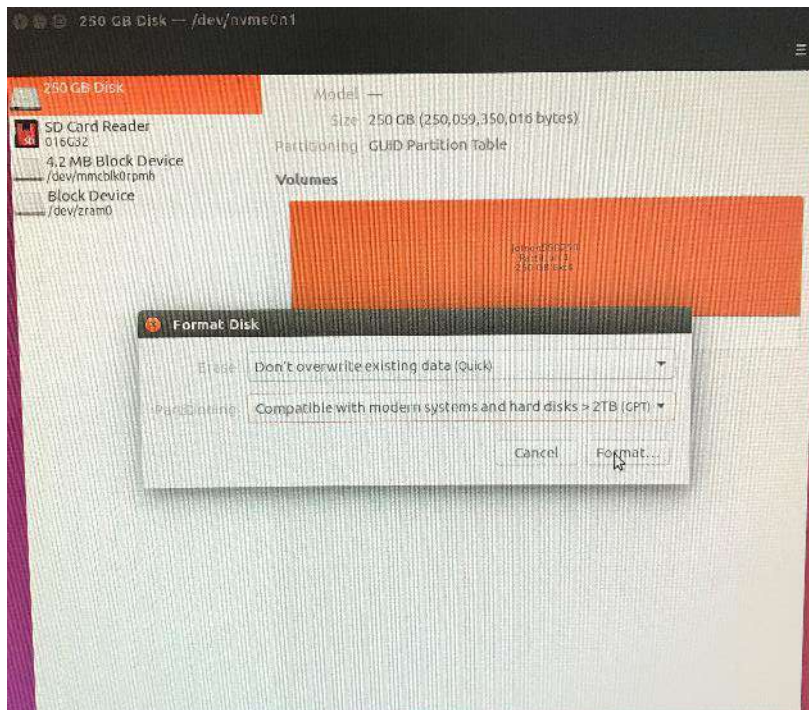 250 GB Disk — /dev/nvme0n1
250 GB Disk
SD Card Reader
016G32
4.2 MB Block Device
/dev/mmcblk0rpmb
Block Device
/dev/zram0
Model —
Size 250 GB (250,059,350,016 bytes)
Partitioning GUID Partition Table
Volumes
250 GB Ext4
Format Disk
Erase Don't overwrite existing data (Quick)
Partitioning Compatible with modern systems and hard disks > 2TB (GPT)
Cancel Format...